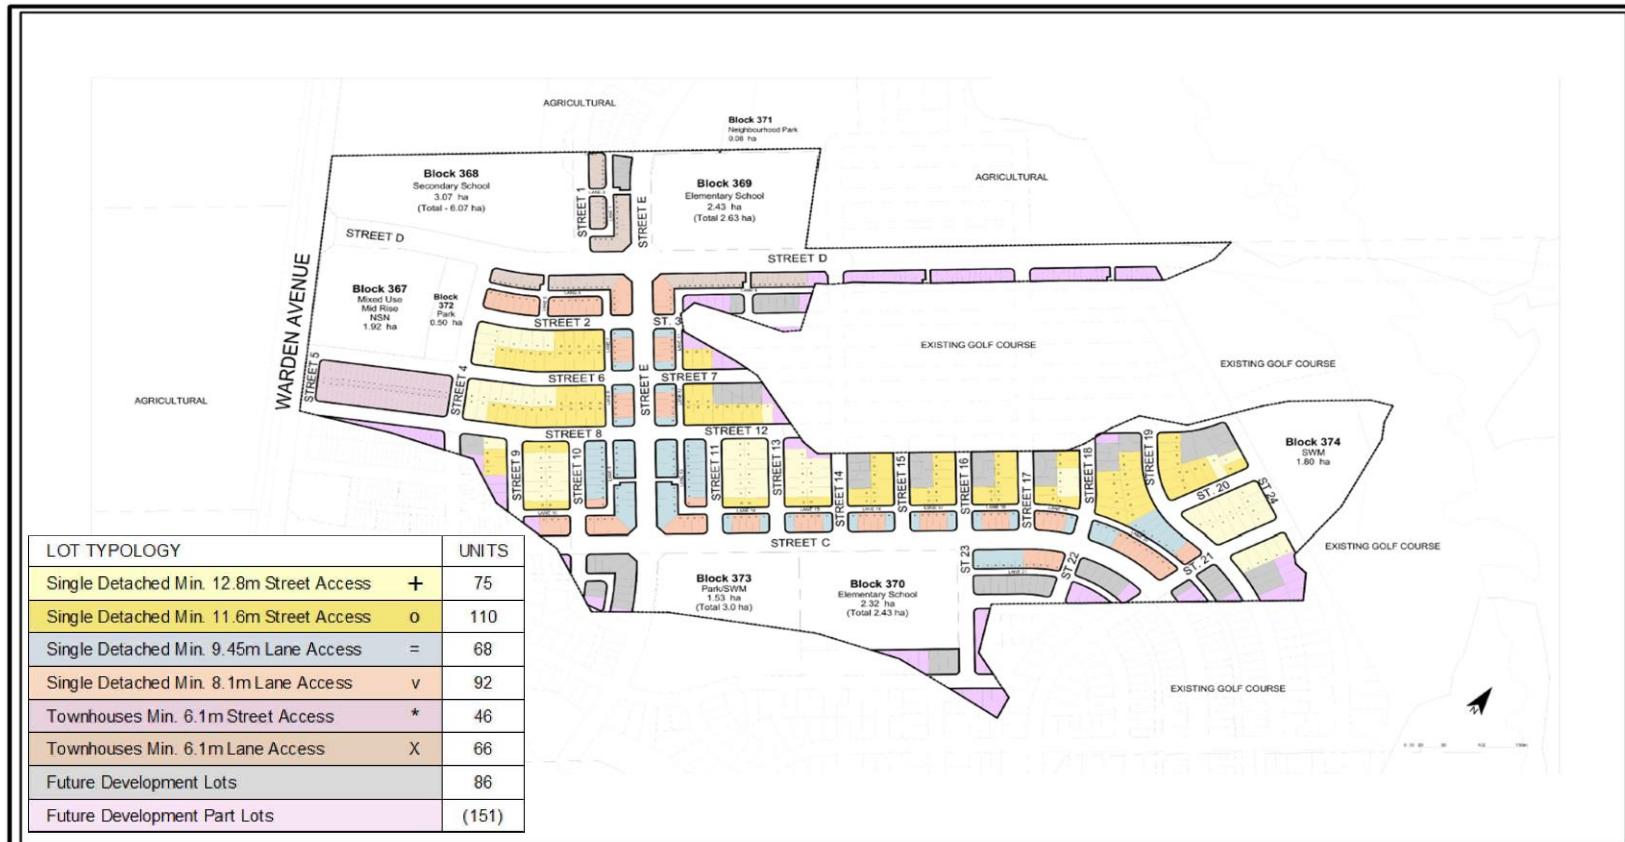 AGRICULTURAL
Block 371
Neighbourhood Park
0.08 ha
Block 368
Secondary School
3.07 ha
(Total - 6.07 ha)
STREET 1
STREET E
Block 369
Elementary School
2.43 ha
(Total 2.63 ha)
AGRICULTURAL
STREET D
STREET D
WARDEN AVENUE
Block 367
Mixed Use
Mid Rise
NSN
1.92 ha
Block
372
Park
0.50 ha
STREET 2
ST. 3
EXISTING GOLF COURSE
EXISTING GOLF COURSE
STREET 5
STREET 4
STREET 6
STREET E
STREET 7
AGRICULTURAL
STREET 8
STREET 12
STREET 9
STREET 10
STREET 11
STREET 13
STREET 14
STREET 15
STREET 16
STREET 17
STREET 18
STREET 19
Block 374
SWM
1.80 ha
ST. 20
ST. 24
STREET C
ST 23
ST 22
ST. 21
EXISTING GOLF COURSE
Block 373
Park/SWM
1.53 ha
(Total 3.0 ha)
Block 370
Elementary School
2.32 ha
(Total 2.43 ha)
EXISTING GOLF COURSE
N
LOT TYPOLOGY UNITS
Single Detached Min. 12.8m Street Access + 75
Single Detached Min. 11.6m Street Access o 110
Single Detached Min. 9.45m Lane Access = 68
Single Detached Min. 8.1m Lane Access v 92
Townhouses Min. 6.1m Street Access * 46
Townhouses Min. 6.1m Lane Access X 66
Future Development Lots 86
Future Development Part Lots (151)